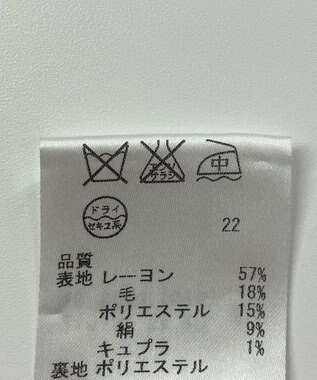 エンソ
サラシ
中
ドライ
セキユ系
22
品質
表地 レーヨン 57%
毛 18%
ポリエステル 15%
絹 9%
キュプラ 1%
裏地 ポリエステル